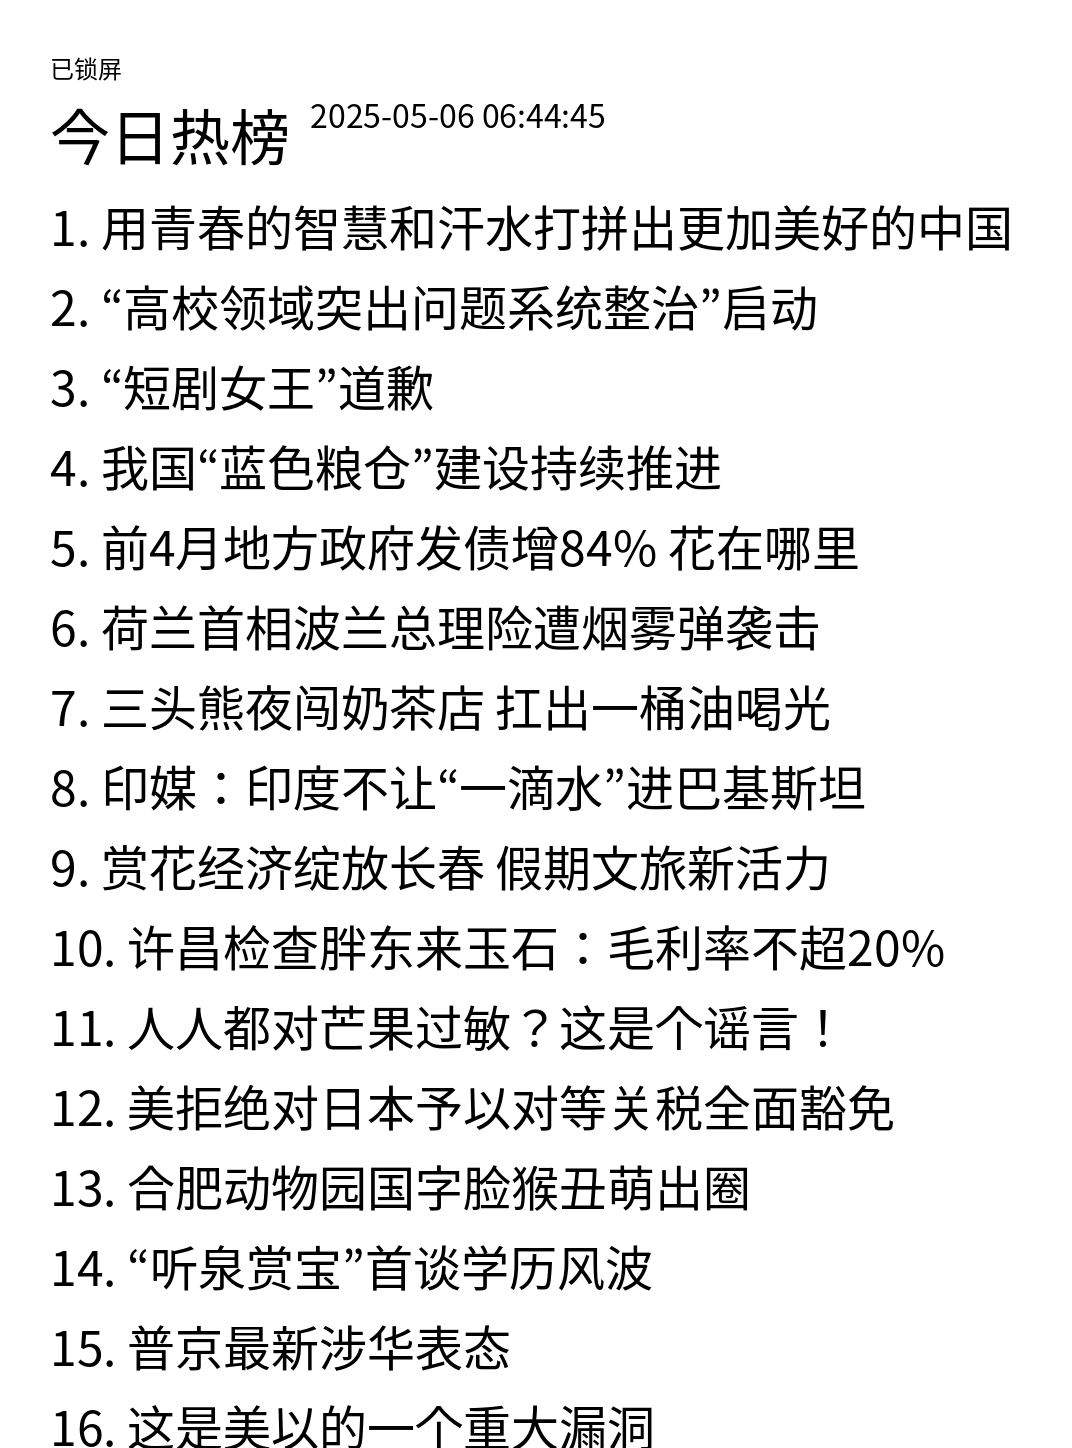 已锁屏
今日热榜 2025-05-06 06:44:45
1. 用青春的智慧和汗水打拼出更加美好的中国
2. “高校领域突出问题系统整治”启动
3. “短剧女王”道歉
4. 我国“蓝色粮仓”建设持续推进
5. 前4月地方政府发债增84% 花在哪里
6. 荷兰首相波兰总理险遭烟雾弹袭击
7. 三头熊夜闯奶茶店 扛出一桶油喝光
8. 印媒：印度不让“一滴水”进巴基斯坦
9. 赏花经济绽放长春 假期文旅新活力
10. 许昌检查胖东来玉石：毛利率不超20%
11. 人人都对芒果过敏？这是个谣言！
12. 美拒绝对日本予以对等关税全面豁免
13. 合肥动物园国字脸猴丑萌出圈
14. “听泉赏宝”首谈学历风波
15. 普京最新涉华表态
16. 这是美以的一个重大漏洞